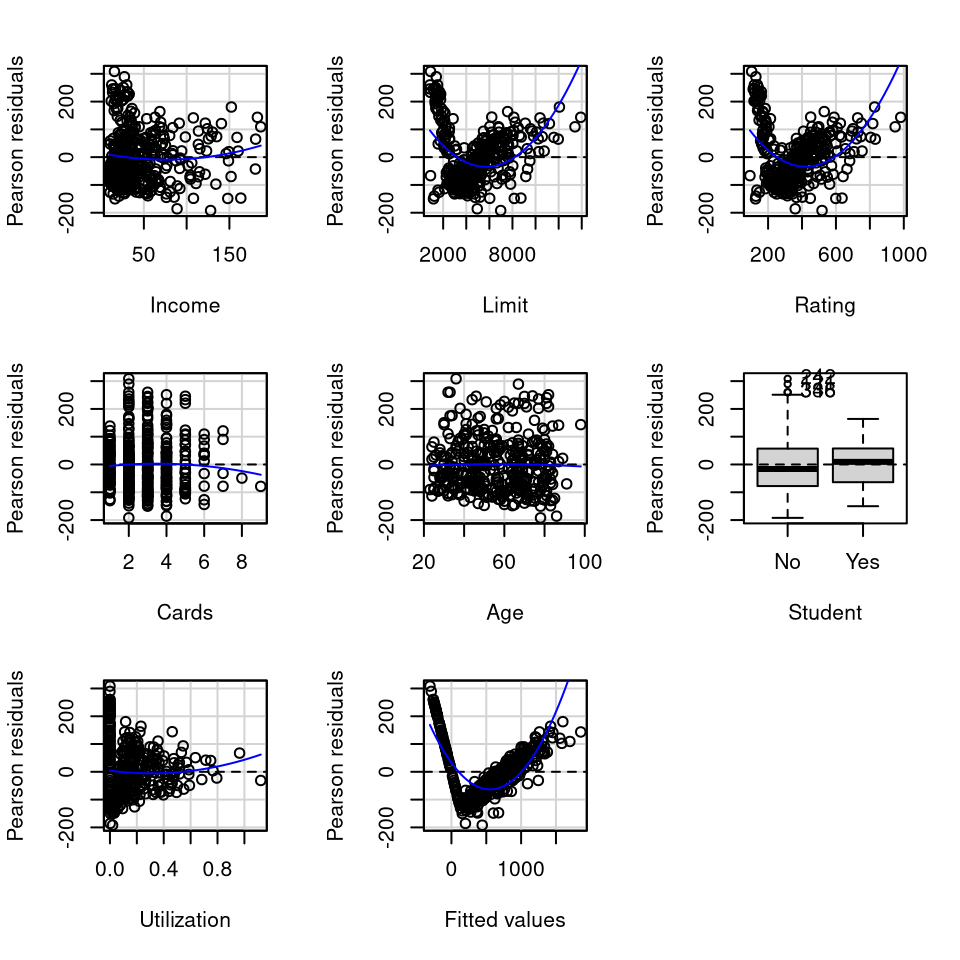 Pearson residuals
-200 0 200
50 150
Income
Pearson residuals
-200 0 200
2000 8000
Limit
Pearson residuals
-200 0 200
200 600 1000
Rating
Pearson residuals
-200 0 200
2 4 6 8
Cards
Pearson residuals
-200 0 200
20 60 100
Age
Pearson residuals
-200 0 200
No Yes
Student
Pearson residuals
-200 0 200
0.0 0.4 0.8
Utilization
Pearson residuals
-200 0 200
0 1000
Fitted values